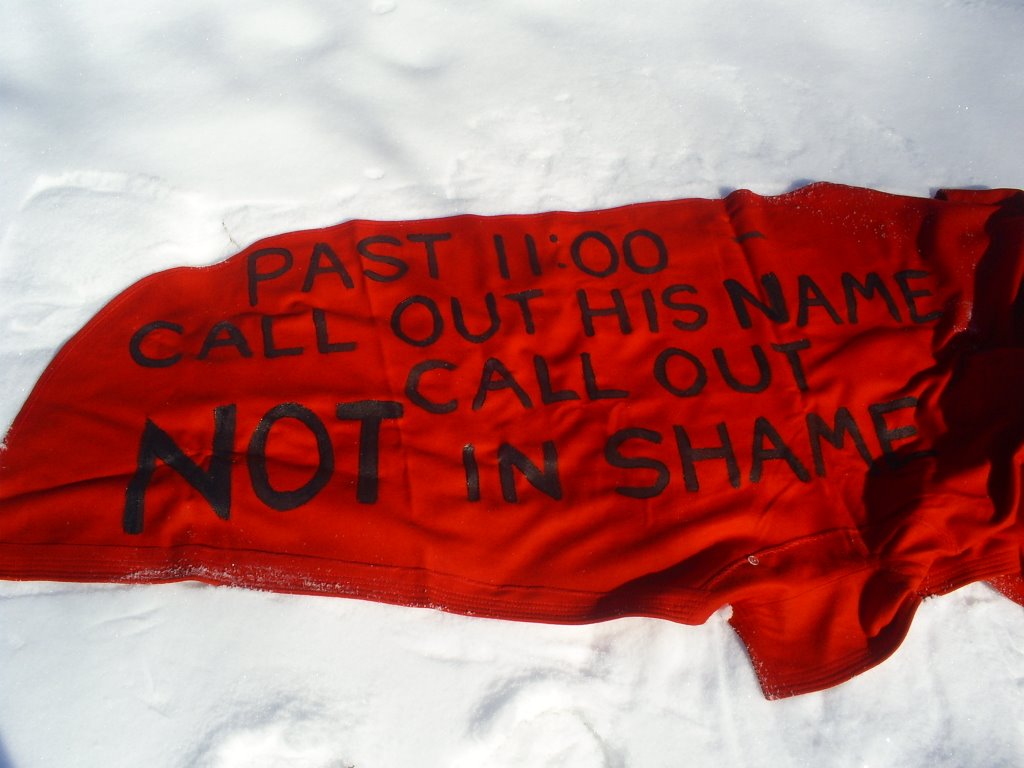 PAST 11:00
CALL OUT HIS NAME
CALL OUT
NOT IN SHAME